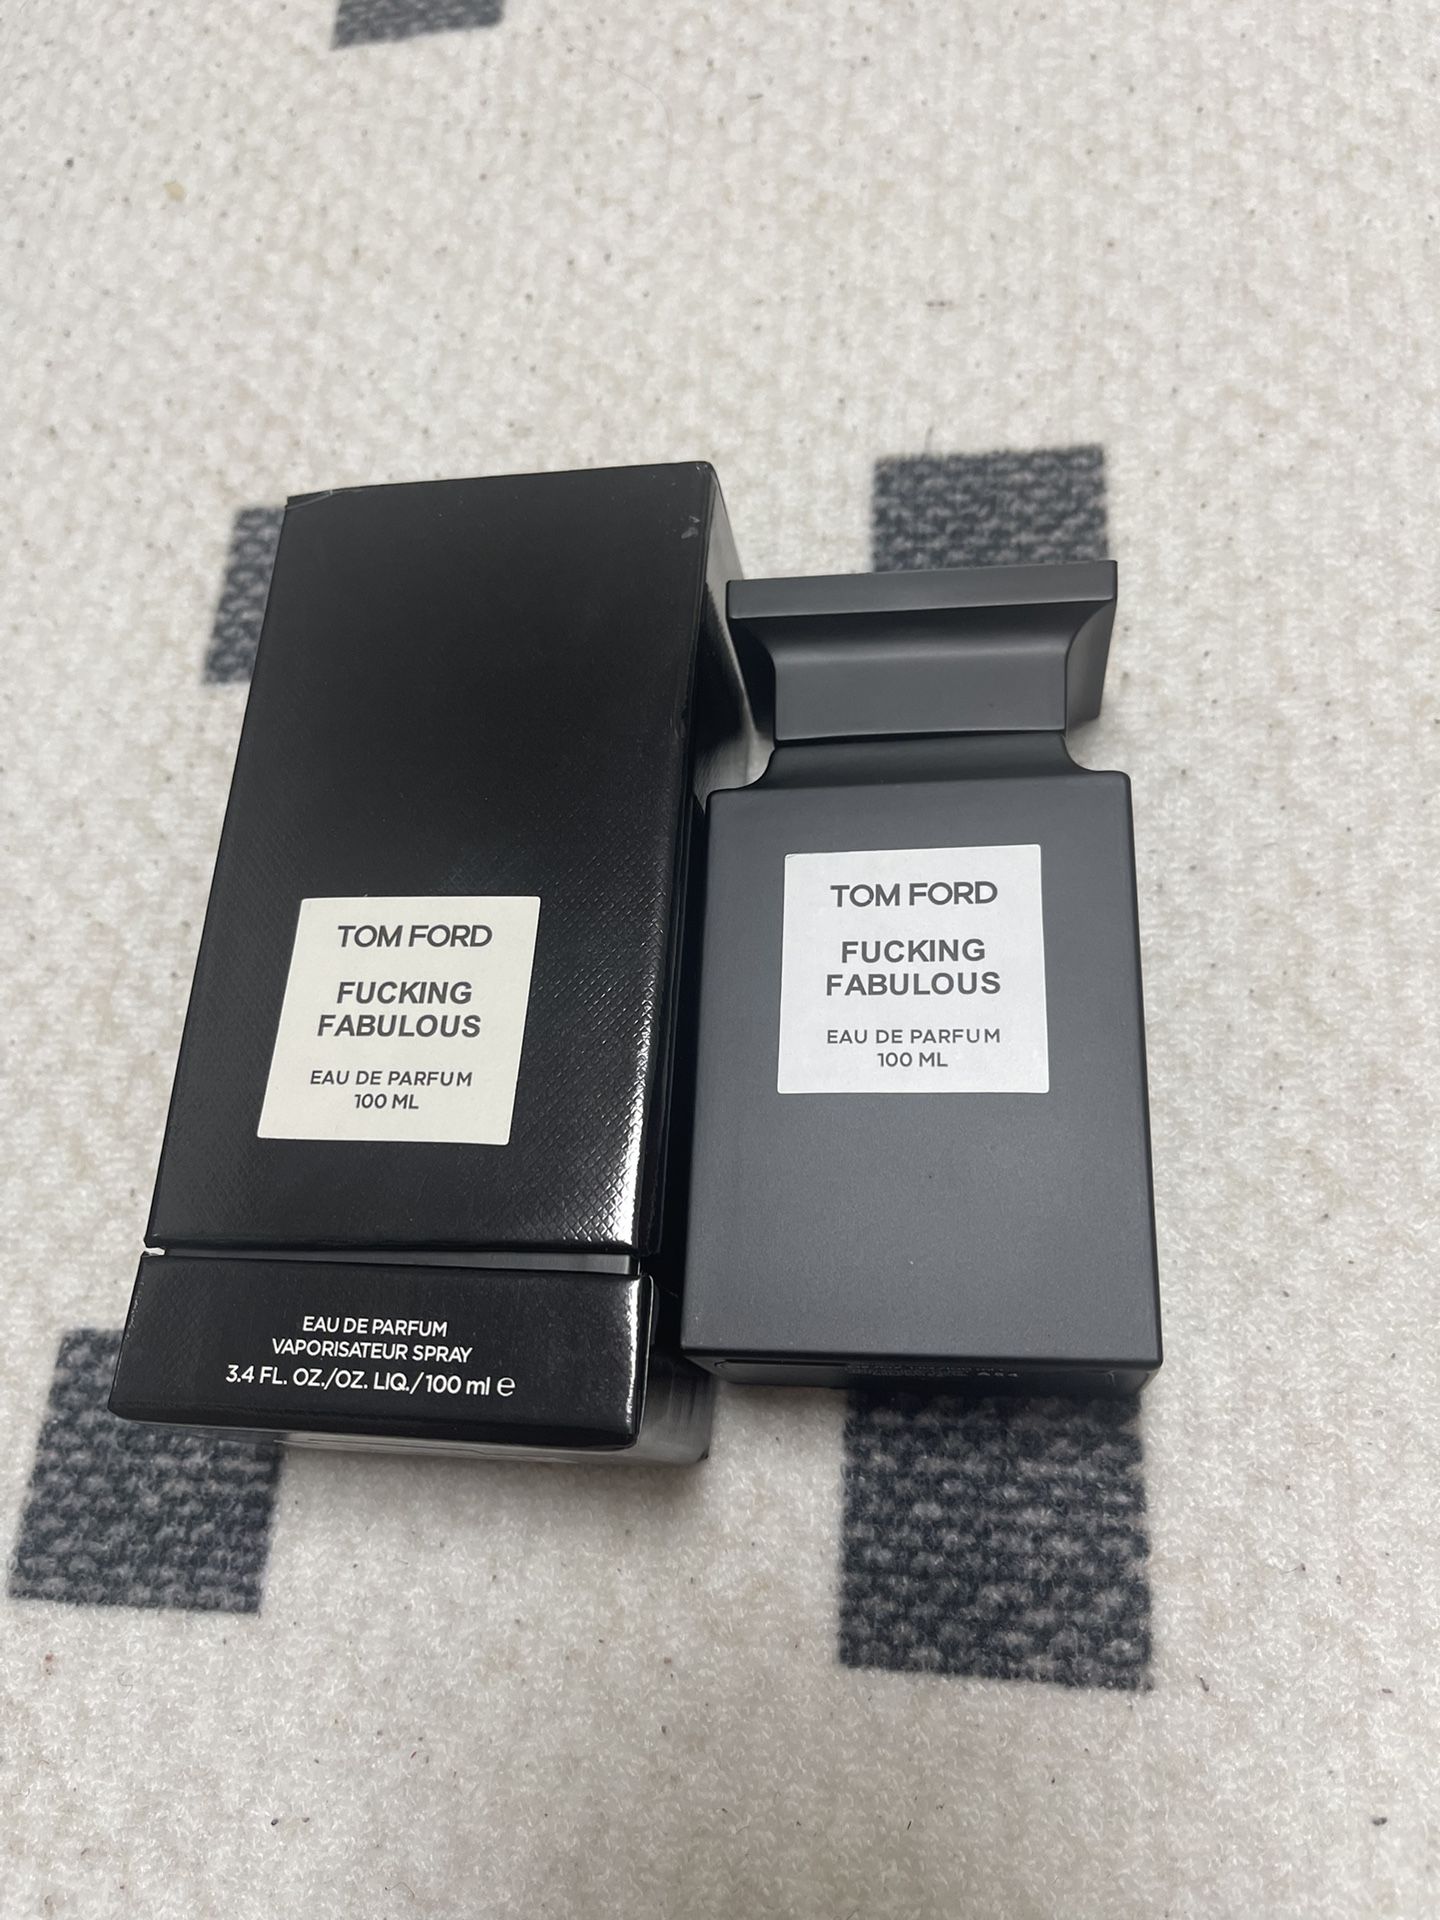 TOM FORD
FUCKING
FABULOUS
EAU DE PARFUM
100 ML
EAU DE PARFUM
VAPORISATEUR SPRAY
3.4 FL. OZ./OZ. LIQ./100 ml ℮
TOM FORD
FUCKING
FABULOUS
EAU DE PARFUM
100 ML